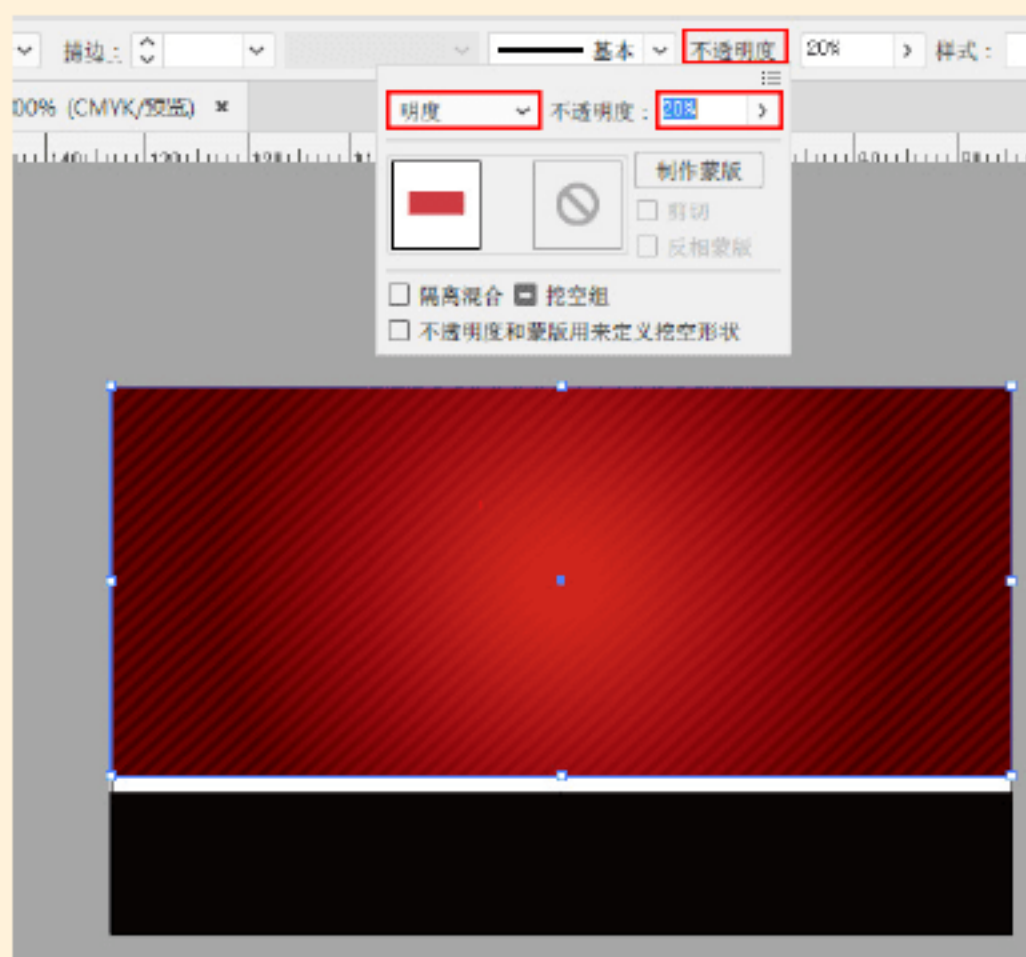 描边： 基本 不透明度 20% 样式：
00% (CMYK/预览) ×
明度 不透明度： 20%
制作蒙版
剪切
反相蒙版
隔离混合 挖空组
不透明度和蒙版用来定义挖空形状